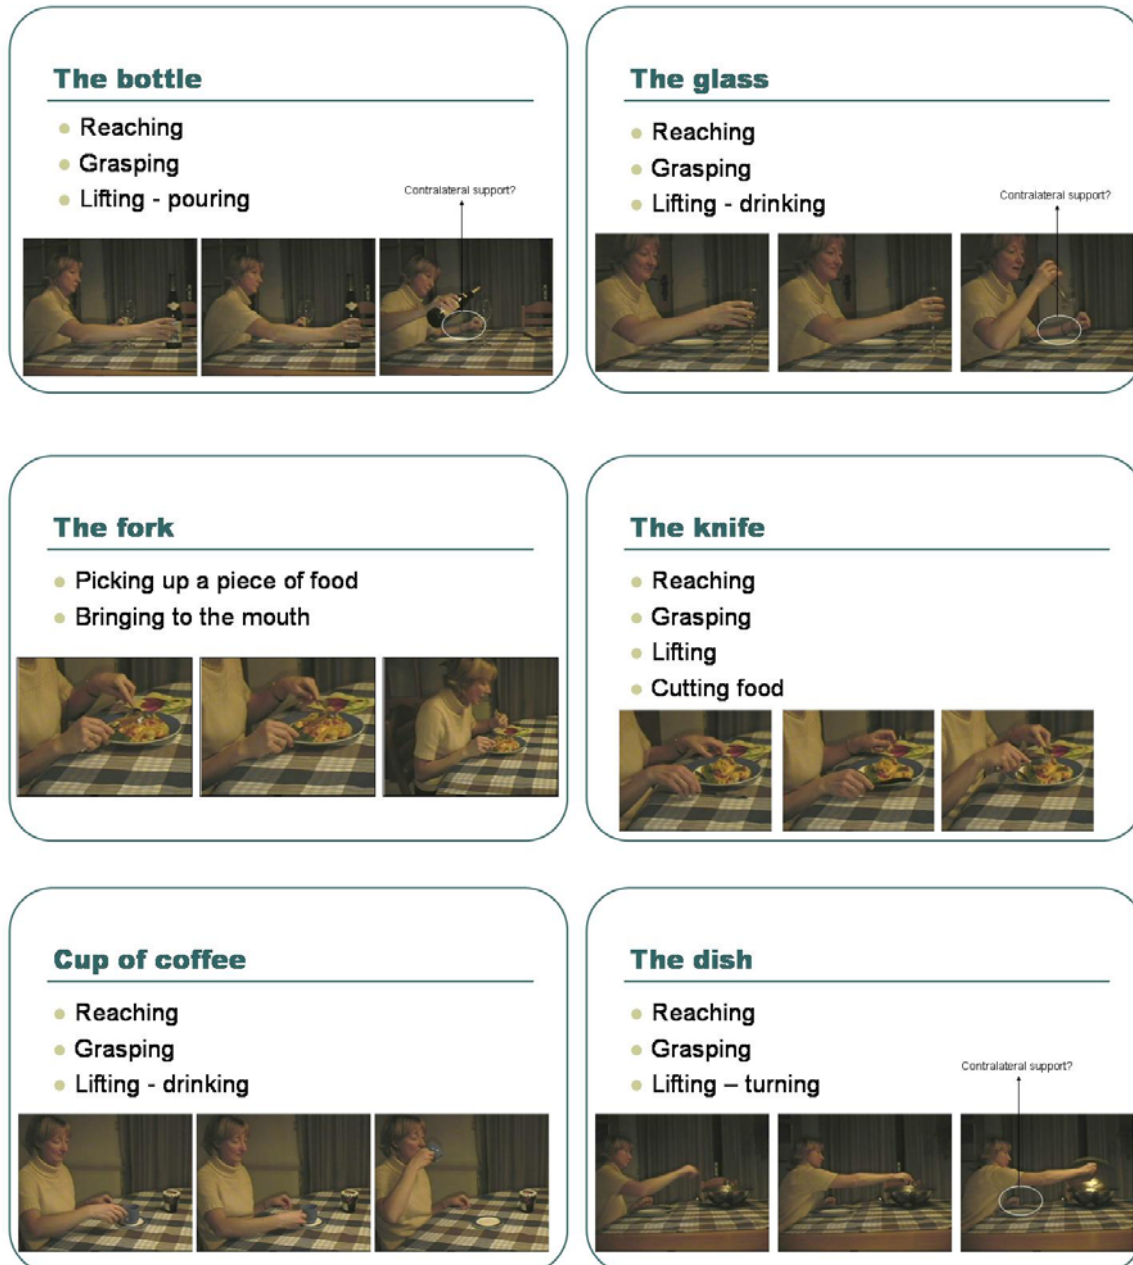 The bottle
Reaching
Grasping
Lifting - pouring
Contralateral support?
The glass
Reaching
Grasping
Lifting - drinking
Contralateral support?
The fork
Picking up a piece of food
Bringing to the mouth
The knife
Reaching
Grasping
Lifting
Cutting food
Cup of coffee
Reaching
Grasping
Lifting - drinking
The dish
Reaching
Grasping
Lifting – turning
Contralateral support?